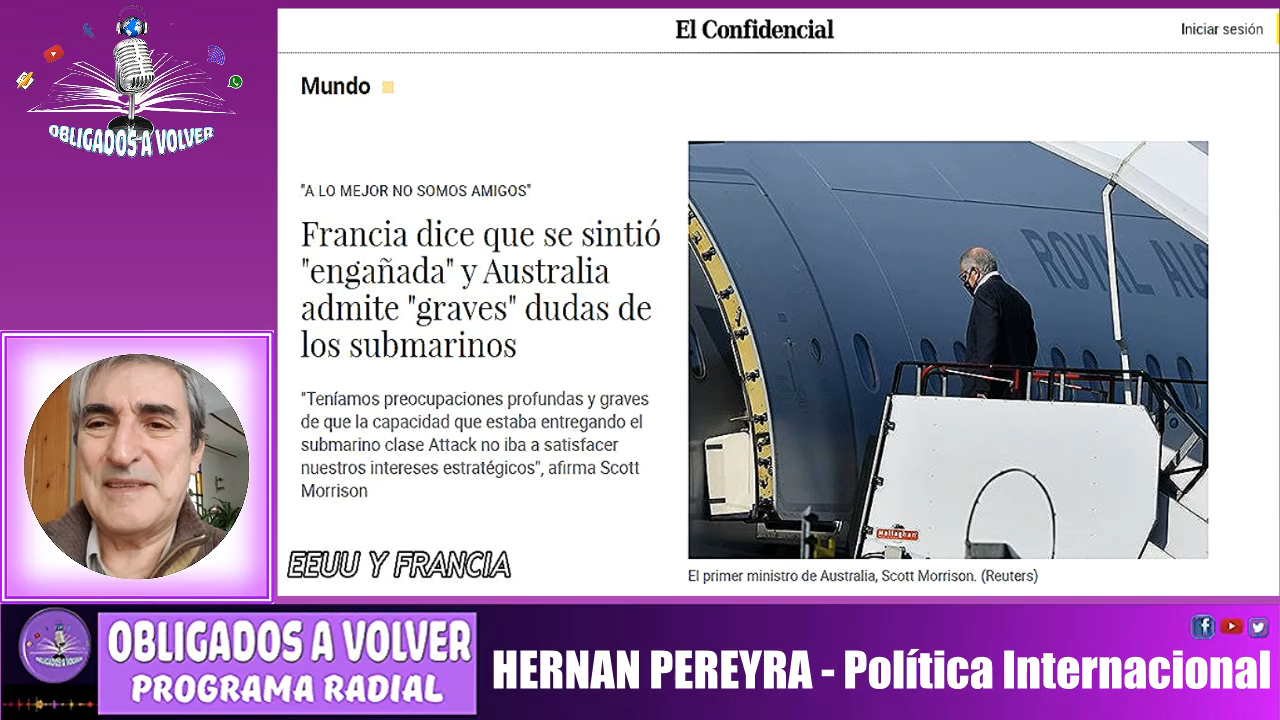 OBLIGADOS A VOLVER
El Confidencial
Iniciar sesión
Mundo
"A LO MEJOR NO SOMOS AMIGOS"
Francia dice que se sintió
"engañada" y Australia
admite "graves" dudas de
los submarinos
"Teníamos preocupaciones profundas y graves
de que la capacidad que estaba entregando el
submarino clase Attack no iba a satisfacer
nuestros intereses estratégicos", afirma Scott
Morrison
ROYAL AUS
Mallaghan
El primer ministro de Australia, Scott Morrison. (Reuters)
EEUU Y FRANCIA
OBLIGADOS A VOLVER
OBLIGADOS A VOLVER
PROGRAMA RADIAL
HERNAN PEREYRA - Política Internacional